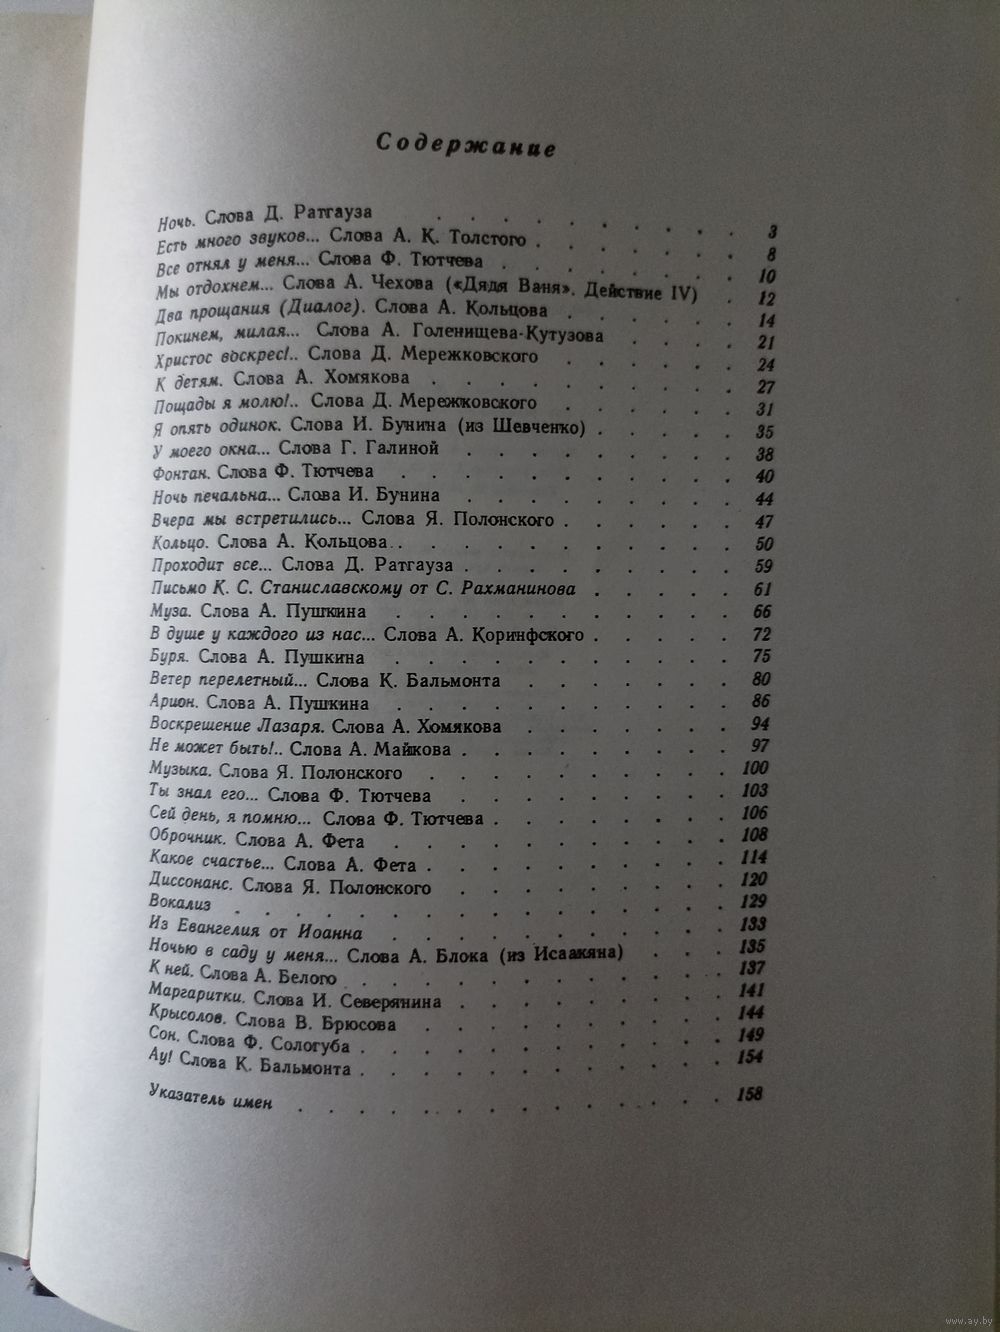 Содержание
Ночь. Слова Д. Ратгауза . . . . . . . . . . 3
Есть много звуков... Слова А. К. Толстого . . . . . . . 8
Все отнял у меня... Слова Ф. Тютчева . . . . . . . . 10
Мы отдохнем... Слова А. Чехова («Дядя Ваня». Действие IV) . 12
Два прощания (Диалог). Слова А. Кольцова . . . . . . 14
Покинем, милая... Слова А. Голенищева-Кутузова . . . . 21
Христос воскрес!.. Слова Д. Мережковского . . . . . . 24
К детям. Слова А. Хомякова . . . . . . . . . . 27
Пощады я молю!.. Слова Д. Мережковского . . . . . . 31
Я опять одинок. Слова И. Бунина (из Шевченко) . . . . . 35
У моего окна... Слова Г. Галиной . . . . . . . . . 38
Фонтан. Слова Ф. Тютчева . . . . . . . . . . . 40
Ночь печальна... Слова И. Бунина . . . . . . . . . 44
Вчера мы встретились... Слова Я. Полонского . . . . . . 47
Кольцо. Слова А. Кольцова . . . . . . . . . . . 50
Проходит все... Слова Д. Ратгауза . . . . . . . . . 59
Письмо К. С. Станиславскому от С. Рахманинова . . . . . 61
Муза. Слова А. Пушкина . . . . . . . . . . . 66
В душе у каждого из нас... Слова А. Коринфского . . . . . 72
Буря. Слова А. Пушкина . . . . . . . . . . . 75
Ветер перелетный... Слова К. Бальмонта . . . . . . . 80
Арион. Слова А. Пушкина . . . . . . . . . . . 86
Воскрешение Лазаря. Слова А. Хомякова . . . . . . . 94
Не может быть!.. Слова А. Майкова . . . . . . . . . 97
Музыка. Слова Я. Полонского . . . . . . . . . . 100
Ты знал его... Слова Ф. Тютчева . . . . . . . . . 103
Сей день, я помню... Слова Ф. Тютчева . . . . . . . . 106
Оброчник. Слова А. Фета . . . . . . . . . . . 108
Какое счастье... Слова А. Фета . . . . . . . . . . 114
Диссонанс. Слова Я. Полонского . . . . . . . . . 120
Вокализ . . . . . . . . . . . . . . . . 129
Из Евангелия от Иоанна . . . . . . . . . . . 133
Ночью в саду у меня... Слова А. Блока (из Исаакяна) . . . 135
К ней. Слова А. Белого . . . . . . . . . . . . 137
Маргаритки. Слова И. Северянина . . . . . . . . . 141
Крысолов. Слова В. Брюсова . . . . . . . . . . 144
Сон. Слова Ф. Сологуба . . . . . . . . . . . . 149
Ау! Слова К. Бальмонта . . . . . . . . . . . . 154
Указатель имен . . . . . . . . . . . . . . 158
www.ay.by